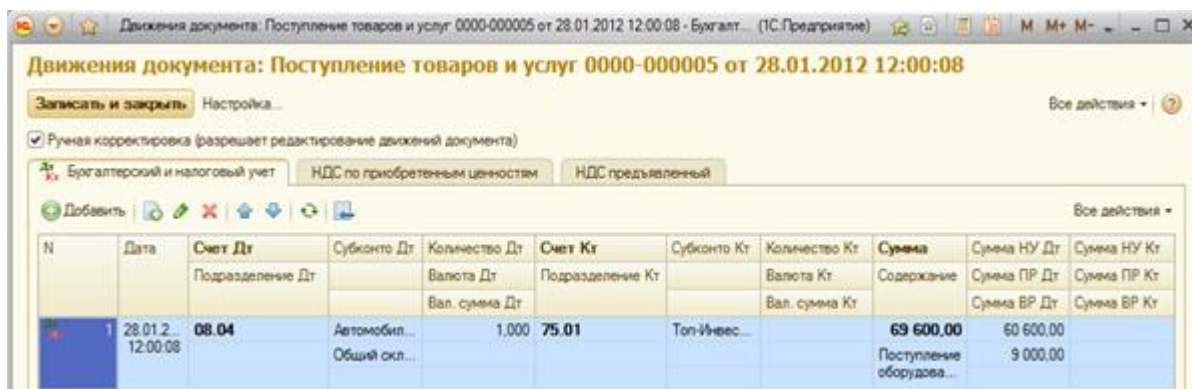 Движения документа: Поступление товаров и услуг 0000-000005 от 28.01.2012 12:00:08 - Бухгалт... (1С:Предприятие) M M+ M-
Движения документа: Поступление товаров и услуг 0000-000005 от 28.01.2012 12:00:08
Записать и закрыть Настройка... Все действия
Ручная корректировка (разрешает редактирование движений документа)
Бухгалтерский и налоговый учет НДС по приобретенным ценностям НДС предъявленный
Добавить Все действия
N Дата Счет Дт Субконто Дт Количество Дт Счет Кт Субконто Кт Количество Кт Сумма Сумма НУ Дт Сумма НУ Кт
Подразделение Дт Валюта Дт Подразделение Кт Валюта Кт Содержание Сумма ПР Дт Сумма ПР Кт
Вал. сумма Дт Вал. сумма Кт Сумма ВР Дт Сумма ВР Кт
1 28.01.2... 08.04 Автомобил... 1,000 75.01 Топ-Инвес... 69 600,00 60 600,00
12:00:08 Общий скл... Поступление 9 000,00
оборудова...